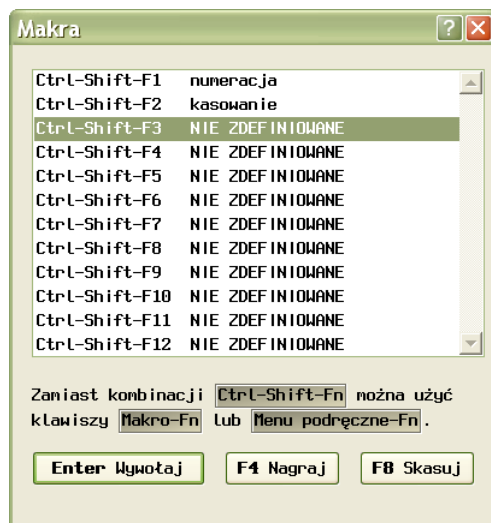 Makra
Ctrl-Shift-F1 numeracja
Ctrl-Shift-F2 kasowanie
Ctrl-Shift-F3 NIE ZDEFINIOWANE
Ctrl-Shift-F4 NIE ZDEFINIOWANE
Ctrl-Shift-F5 NIE ZDEFINIOWANE
Ctrl-Shift-F6 NIE ZDEFINIOWANE
Ctrl-Shift-F7 NIE ZDEFINIOWANE
Ctrl-Shift-F8 NIE ZDEFINIOWANE
Ctrl-Shift-F9 NIE ZDEFINIOWANE
Ctrl-Shift-F10 NIE ZDEFINIOWANE
Ctrl-Shift-F11 NIE ZDEFINIOWANE
Ctrl-Shift-F12 NIE ZDEFINIOWANE
Zamiast kombinacji Ctrl-Shift-Fn można użyć
klawiszy Makro-Fn lub Menu podręczne-Fn.
Enter Wywołaj F4 Nagraj F8 Skasuj